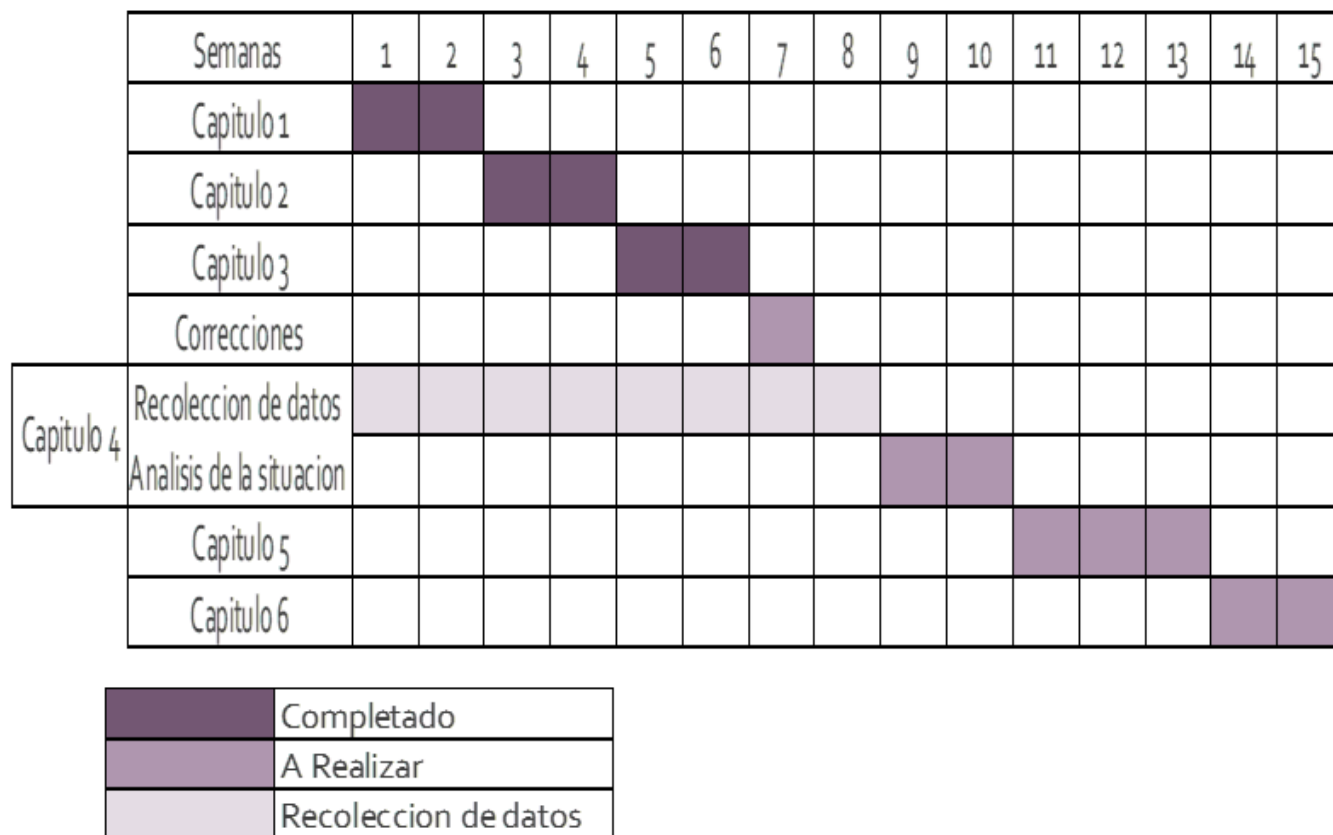 Semanas 1 2 3 4 5 6 7 8 9 10 11 12 13 14 15
Capitulo 1
Capitulo 2
Capitulo 3
Correcciones
Capitulo 4
Recoleccion de datos
Analisis de la situacion
Capitulo 5
Capitulo 6
Completado
A Realizar
Recoleccion de datos